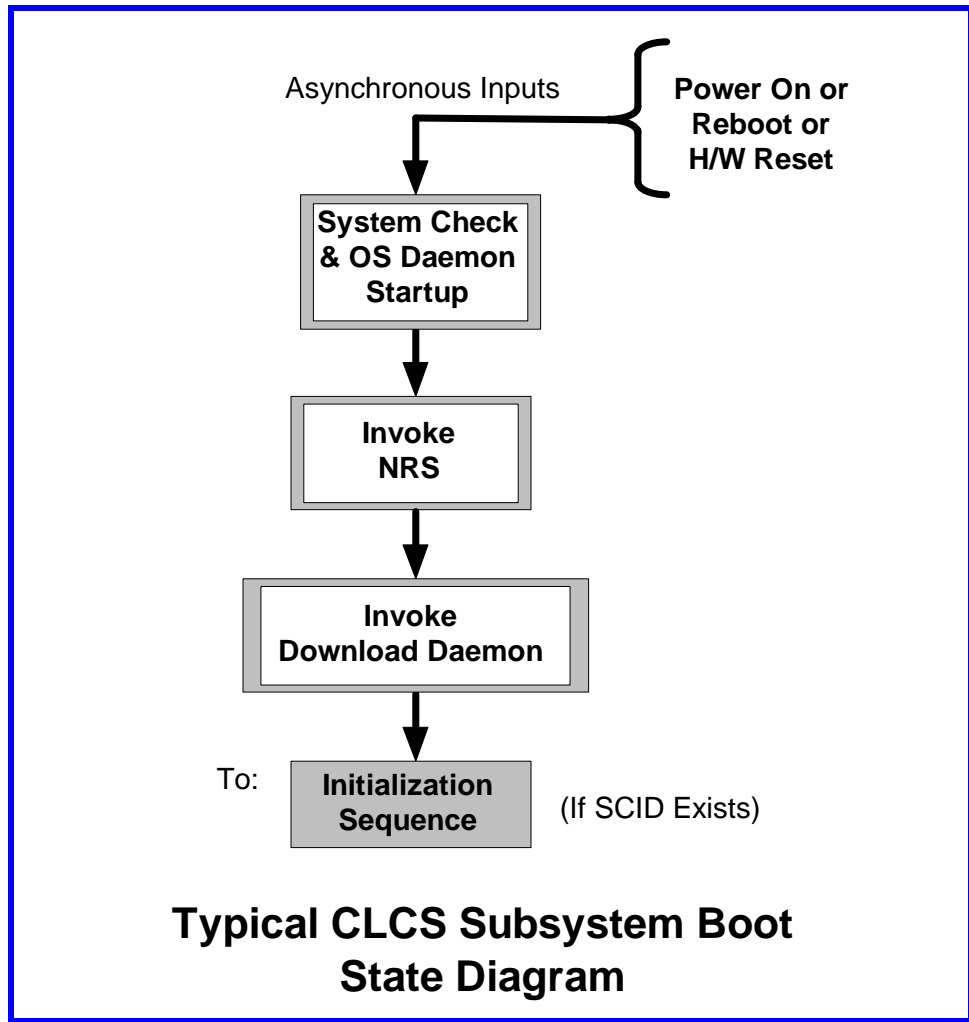 Asynchronous Inputs
Power On or
Reboot or
H/W Reset
System Check
& OS Daemon
Startup
Invoke
NRS
Invoke
Download Daemon
To:
Initialization
Sequence
(If SCID Exists)
Typical CLCS Subsystem Boot
State Diagram